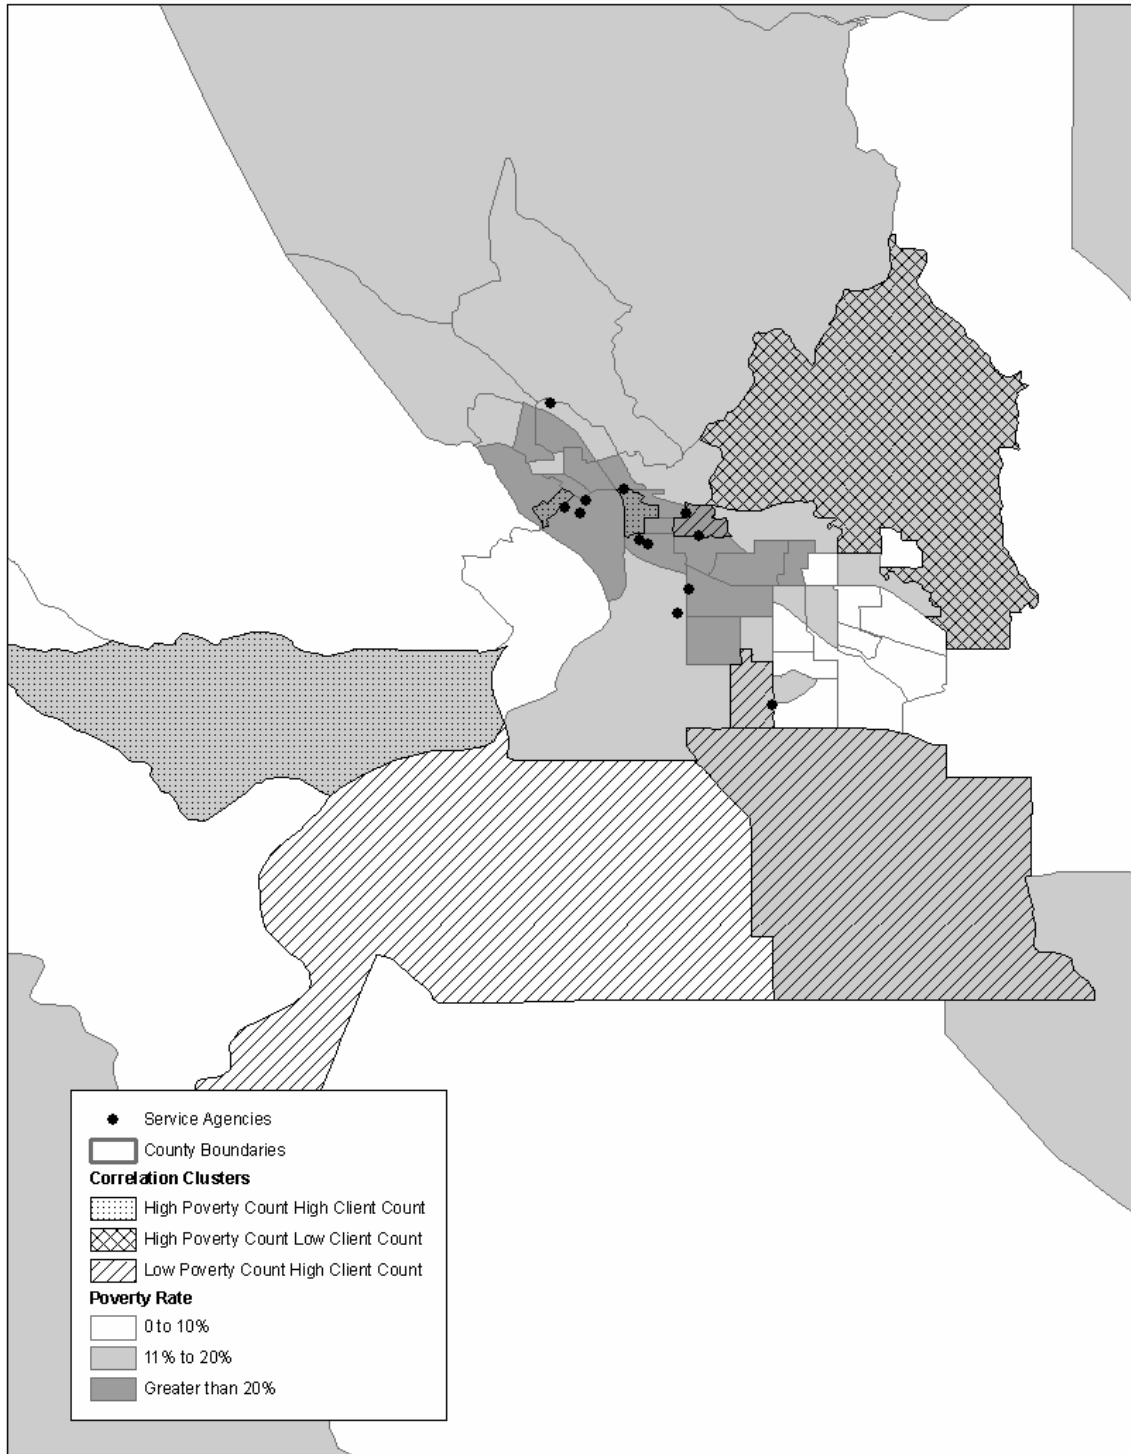 Service Agencies
County Boundaries
Correlation Clusters
High Poverty Count High Client Count
High Poverty Count Low Client Count
Low Poverty Count High Client Count
Poverty Rate
0 to 10%
11% to 20%
Greater than 20%